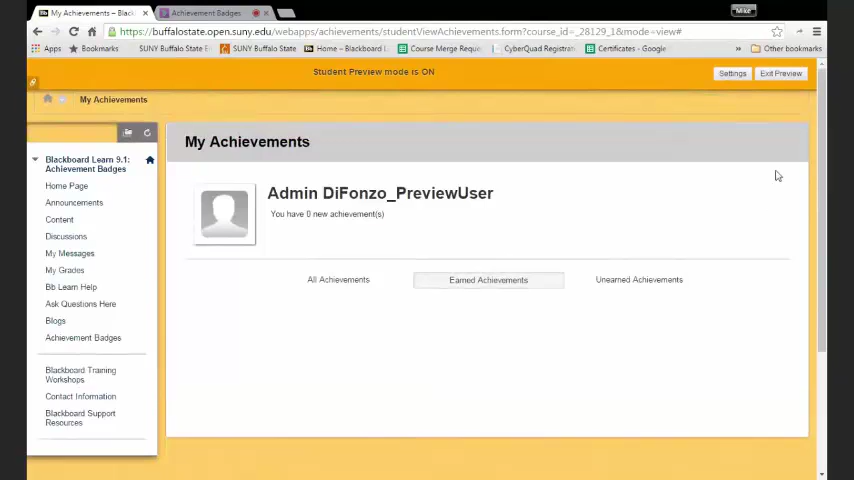 My Achievements – Blackb
Achievement Badges
Mike
https://buffalostate.open.suny.edu/webapps/achievements/studentViewAchievements.form?course_id=_28129_1&mode=view#
Apps
Bookmarks
SUNY Buffalo State El
SUNY Buffalo State
Home – Blackboard L
Course Merge Reque
CyberQuad Registrat
Certificates - Google
»
Other bookmarks
Student Preview mode is ON
Settings
Exit Preview
My Achievements
Blackboard Learn 9.1:
Achievement Badges
Home Page
Announcements
Content
Discussions
My Messages
My Grades
Bb Learn Help
Ask Questions Here
Blogs
Achievement Badges
Blackboard Training
Workshops
Contact Information
Blackboard Support
Resources
My Achievements
Admin DiFonzo_PreviewUser
You have 0 new achievement(s)
All Achievements
Earned Achievements
Unearned Achievements